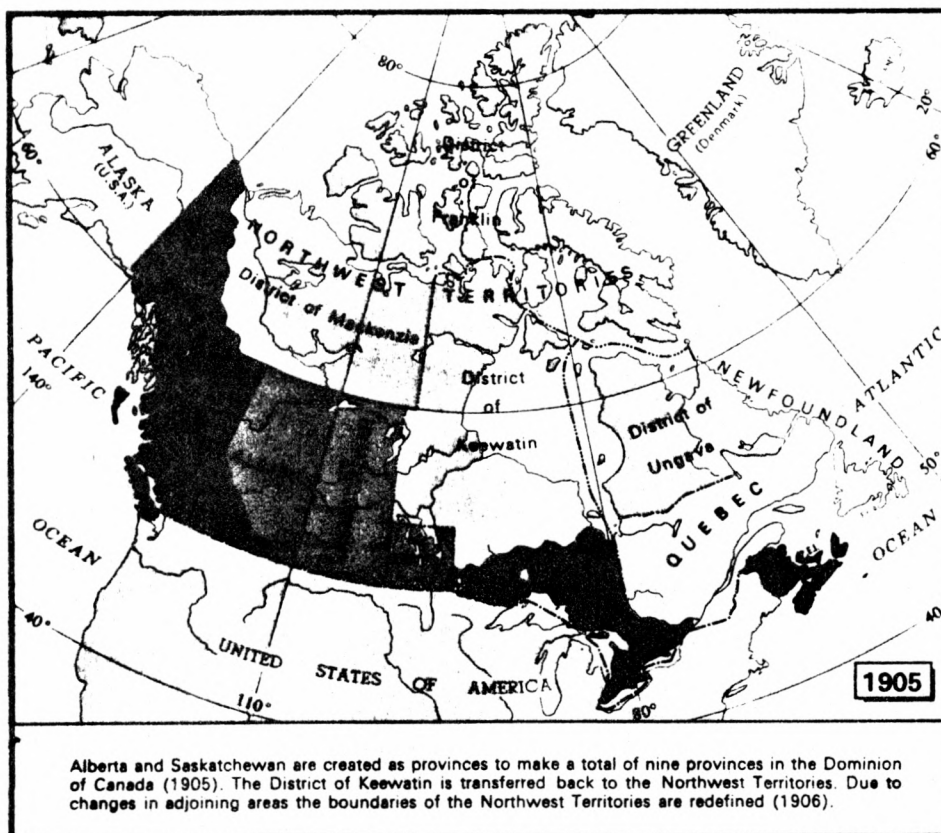 80°
20°
60°
60°
GREENLAND
(Denmark)
ALASKA
(U.S.A.)
District
of
Franklin
NORTHWEST TERRITORIES
District of Mackenzie
PACIFIC
140°
District
of
Keewatin
NEWFOUNDLAND
ATLANTIC
District of
Ungava
50°
QUEBEC
OCEAN
OCEAN
40°
40
UNITED STATES OF AMERICA
110°
80°
1905
Alberta and Saskatchewan are created as provinces to make a total of nine provinces in the Dominion
of Canada (1905). The District of Keewatin is transferred back to the Northwest Territories. Due to
changes in adjoining areas the boundaries of the Northwest Territories are redefined (1906).